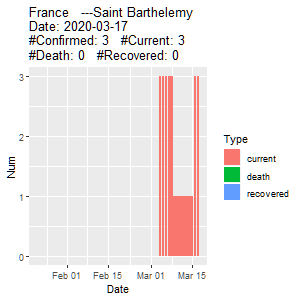 France   ---Saint Barthelemy
Date: 2020-03-17
#Confirmed: 3   #Current: 3
#Death: 0   #Recovered: 0
3
2
1
0
Num
Feb 01   Feb 15   Mar 01   Mar 15
Date
Type
current
death
recovered